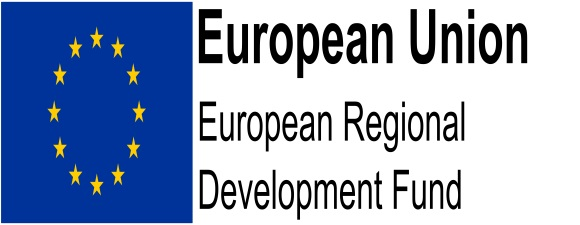 European Union
European Regional
Development Fund